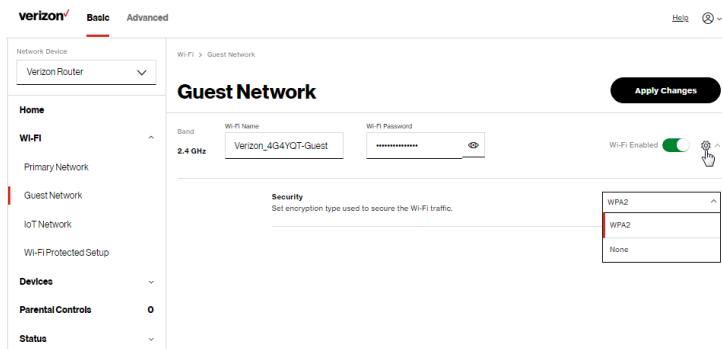 verizon✓ Basic Advanced Help
Network Device
Verizon Router
Home
Wi-Fi
Primary Network
Guest Network
IoT Network
Wi-Fi Protected Setup
Devices
Parental Controls 0
Status
Wi-Fi > Guest Network
Guest Network Apply Changes
Band Wi-Fi Name Wi-Fi Password
2.4 GHz Verizon_4G4YQT-Guest ••••••••••••••• Wi-Fi Enabled
Security
Set encryption type used to secure the Wi-Fi traffic.
WPA2
WPA2
None